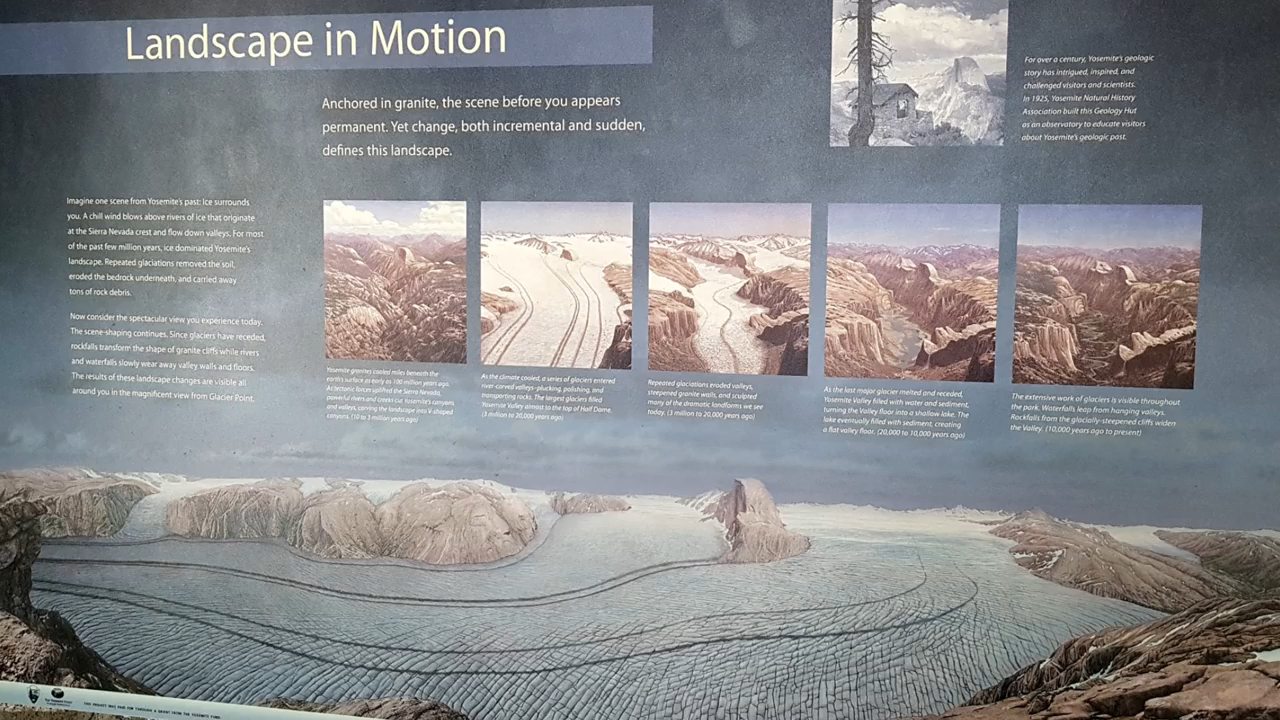 Landscape in Motion
Anchored in granite, the scene before you appears
permanent. Yet change, both incremental and sudden,
defines this landscape.
For over a century, Yosemite's geologic
story has intrigued, inspired, and
challenged visitors and scientists.
In 1925, Yosemite Natural History
Association built this Geology Hut
as an observatory to educate visitors
about Yosemite's geologic past.
Imagine one scene from Yosemite's past: Ice surrounds
you. A chill wind blows above rivers of ice that originate
at the Sierra Nevada crest and flow down valleys. For most
of the past few million years, ice dominated Yosemite's
landscape. Repeated glaciations removed the soil,
eroded the bedrock underneath, and carried away
tons of rock debris.
Now consider the spectacular view you experience today.
The scene-shaping continues. Since glaciers have receded,
rockfalls transform the shape of granite cliffs while rivers
and waterfalls slowly wear away valley walls and floors.
The results of these landscape changes are visible all
around you in the magnificent view from Glacier Point.
Yosemite granites cooled miles beneath the
earth's surface as early as 100 million years ago.
As tectonic forces uplifted the Sierra Nevada,
powerful rivers and creeks cut Yosemite's canyons
and valleys, carving the landscape into V-shaped
canyons. (10 to 3 million years ago)
As the climate cooled, a series of glaciers entered
river-carved valleys–plucking, polishing, and
transporting rocks. The largest glaciers filled
Yosemite Valley almost to the top of Half Dome.
(3 million to 20,000 years ago)
Repeated glaciations eroded valleys,
steepened granite walls, and sculpted
many of the dramatic landforms we see
today. (3 million to 20,000 years ago)
As the last major glacier melted and receded,
Yosemite Valley filled with water and sediment,
turning the Valley floor into a shallow lake. The
lake eventually filled with sediment, creating
a flat valley floor. (20,000 to 10,000 years ago)
The extensive work of glaciers is visible throughout
the park. Waterfalls leap from hanging valleys.
Rockfalls from the glacially-steepened cliffs widen
the Valley. (10,000 years ago to present)
THIS PROJECT WAS PAID FOR THROUGH A GRANT FROM THE YOSEMITE FUND.